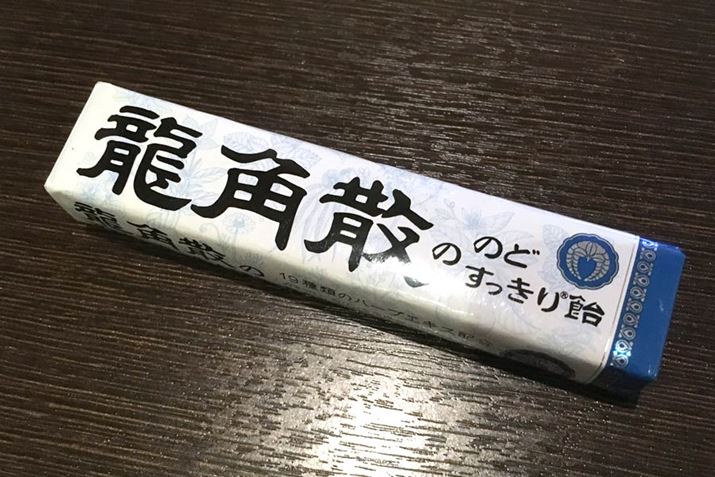 龍角散の
のど
すっきり®飴
龍角散の
19種類のハーブエキス配合